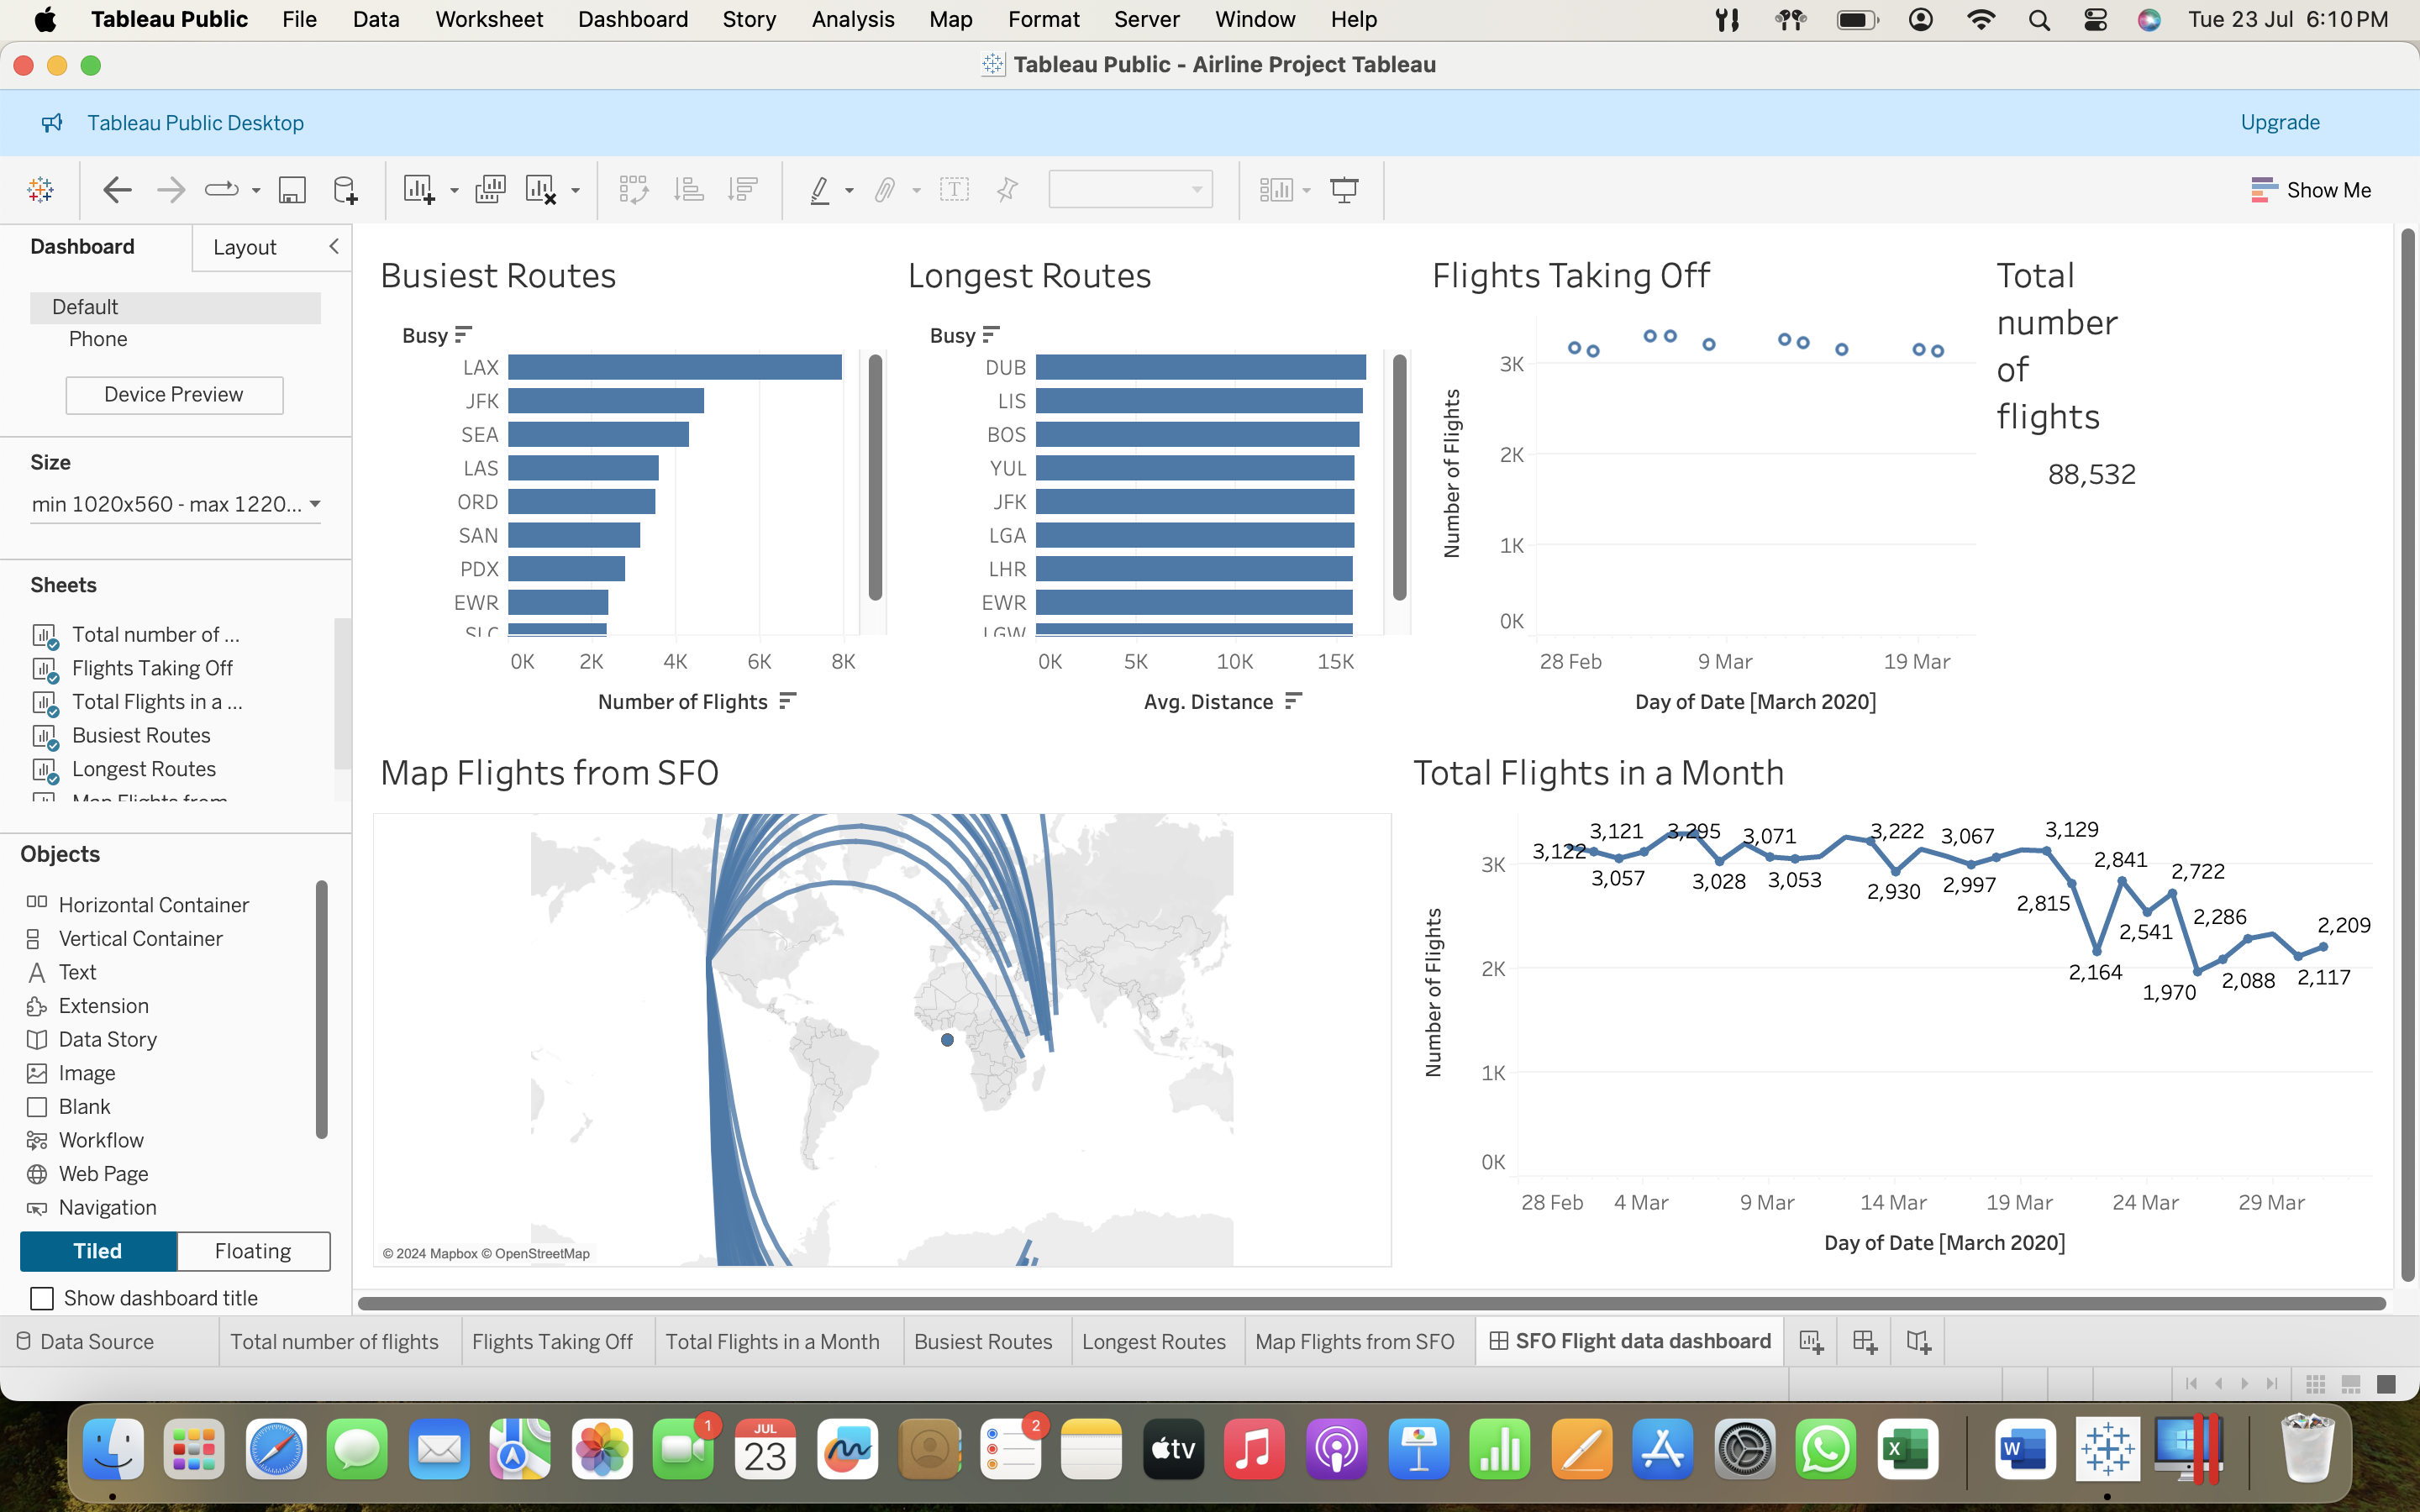 Tableau Public File Data Worksheet Dashboard Story Analysis Map Format Server Window Help Tue 23 Jul 6:10 PM
Tableau Public - Airline Project Tableau
Tableau Public Desktop Upgrade
Show Me
Dashboard Layout
Default
Phone
Device Preview
Size
min 1020x560 - max 1220...
Sheets
Total number of ...
Flights Taking Off
Total Flights in a ...
Busiest Routes
Longest Routes
Map Flights from
Objects
Horizontal Container
Vertical Container
Text
Extension
Data Story
Image
Blank
Workflow
Web Page
Navigation
Tiled Floating
Show dashboard title
Busiest Routes
Busy
LAX
JFK
SEA
LAS
ORD
SAN
PDX
EWR
SLC
0K 2K 4K 6K 8K
Number of Flights
Longest Routes
Busy
DUB
LIS
BOS
YUL
JFK
LGA
LHR
EWR
LGW
0K 5K 10K 15K
Avg. Distance
Flights Taking Off
Number of Flights
3K
2K
1K
0K
28 Feb 9 Mar 19 Mar
Day of Date [March 2020]
Total
number
of
flights
88,532
Map Flights from SFO
© 2024 Mapbox © OpenStreetMap
Total Flights in a Month
Number of Flights
3K
2K
1K
0K
3,122 3,121 3,295 3,071 3,222 3,067 3,129
3,057 3,028 3,053 2,930 2,997
2,841
2,722
2,815
2,541
2,286
2,209
2,164
1,970
2,088
2,117
28 Feb 4 Mar 9 Mar 14 Mar 19 Mar 24 Mar 29 Mar
Day of Date [March 2020]
Data Source Total number of flights Flights Taking Off Total Flights in a Month Busiest Routes Longest Routes Map Flights from SFO SFO Flight data dashboard
1
JUL
23
2
tv
X
W